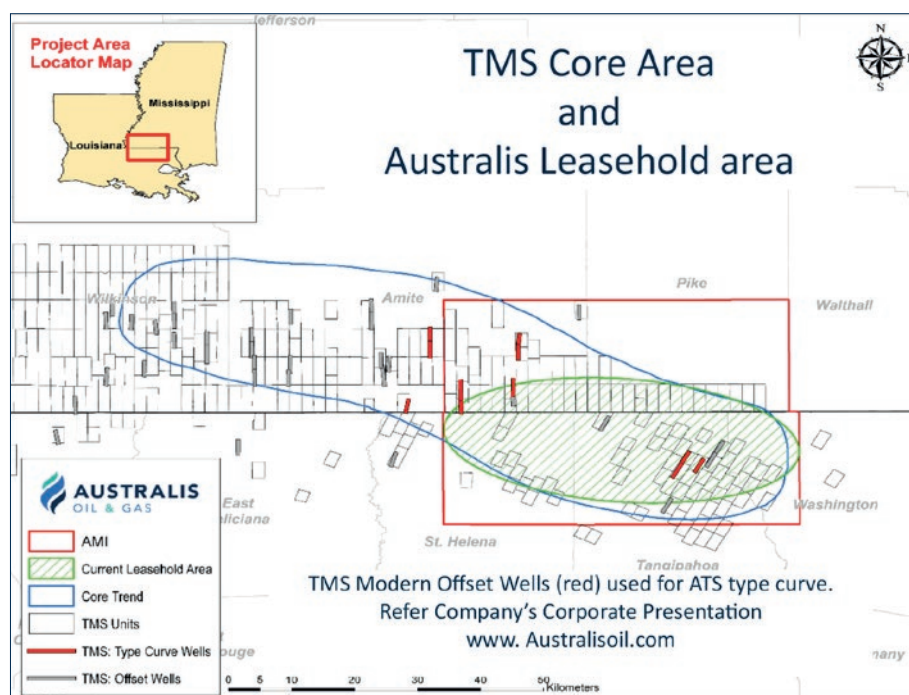 Jefferson
Project Area
Locator Map
Mississippi
Louisiana
N
S
TMS Core Area
and
Australis Leasehold area
Wilkinson
Amite
Pike
Walthall
AUSTRALIS
OIL & GAS
AMI
Current Leasehold Area
Core Trend
TMS Units
TMS: Type Curve Wells
TMS: Offset Wells
East
liciana
St. Helena
Washington
Tangipahoa
TMS Modern Offset Wells (red) used for ATS type curve.
Refer Company's Corporate Presentation
www. Australisoil.com
ouge
many
0 5 10 20 30 40 50
Kilometers